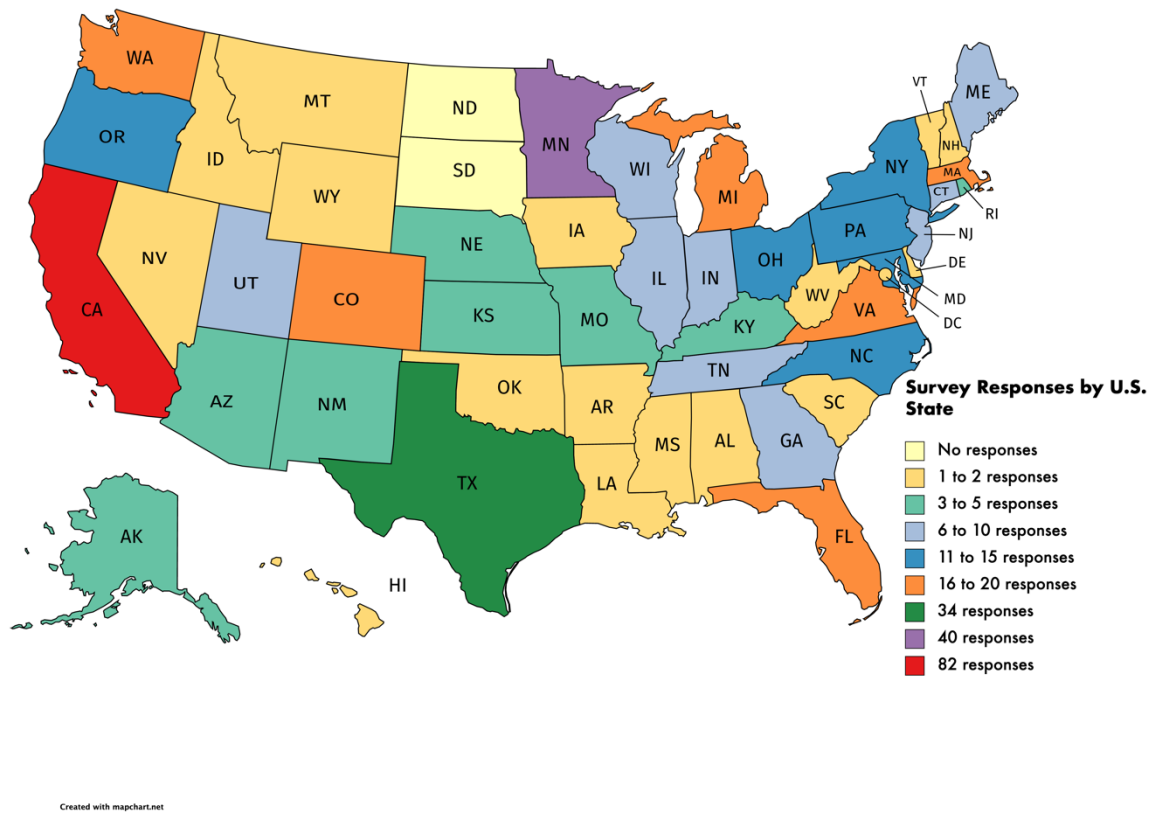 WA
MT
ND
MN
VT
ME
OR
ID
SD
WI
NY
NH
MA
CT
RI
WY
MI
NE
IA
PA
NJ
NV
UT
IL
IN
OH
DE
CA
CO
KS
MO
WV
VA
MD
DC
KY
NC
TN
AZ
NM
OK
AR
SC
MS
AL
GA
LA
TX
FL
AK
HI
Survey Responses by U.S.
State
No responses
1 to 2 responses
3 to 5 responses
6 to 10 responses
11 to 15 responses
16 to 20 responses
34 responses
40 responses
82 responses
Created with mapchart.net